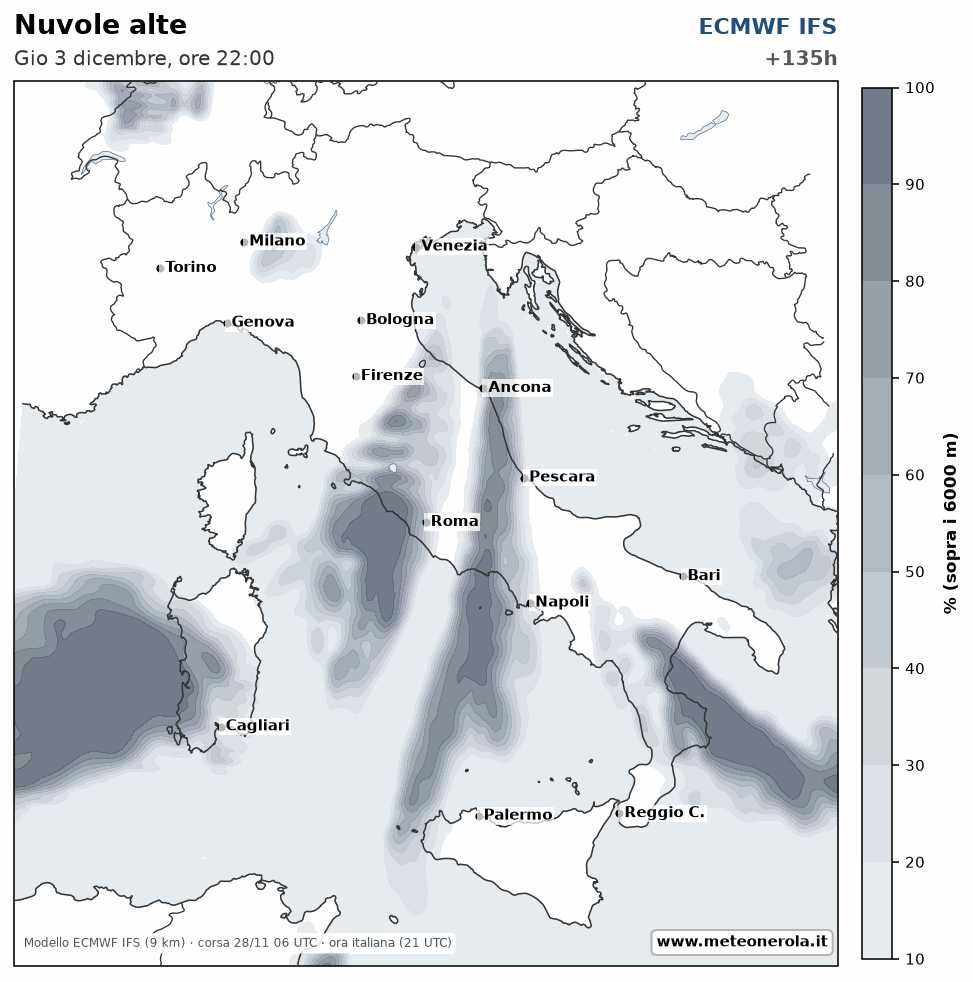 Nuvole alte
ECMWF IFS
Gio 3 dicembre, ore 22:00
+135h
Milano
Venezia
Torino
Genova
Bologna
Firenze
Ancona
Pescara
Roma
Bari
Napoli
Cagliari
Palermo
Reggio C.
100
90
80
70
60
50
40
30
20
10
% (sopra i 6000 m)
Modello ECMWF IFS (9 km) · corsa 28/11 06 UTC · ora italiana (21 UTC)
www.meteonerola.it